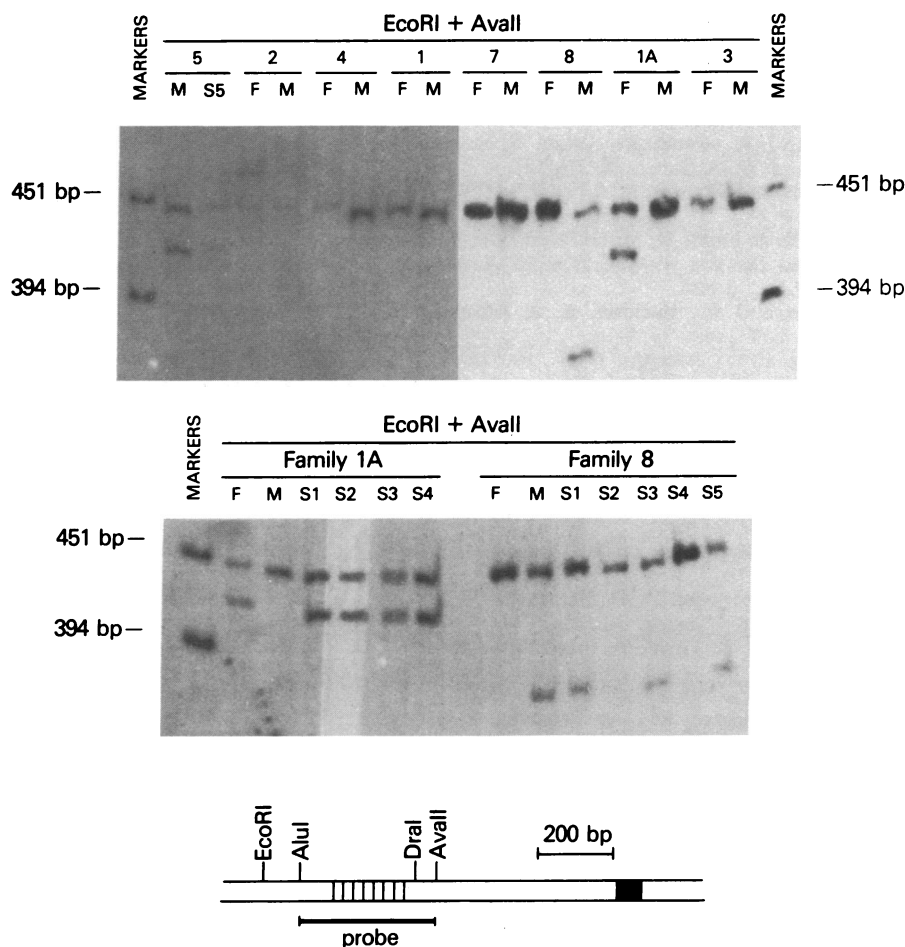 EcoRI + AvaII
MARKERS 5 2 4 1 7 8 1A 3 MARKERS
M S5 F M F M F M F M F M F M F M
451 bp— —451 bp
394 bp— —394 bp
EcoRI + AvaII
MARKERS Family 1A Family 8
F M S1 S2 S3 S4 F M S1 S2 S3 S4 S5
451 bp—
394 bp—
EcoRI AluI DraI AvaII 200 bp
probe